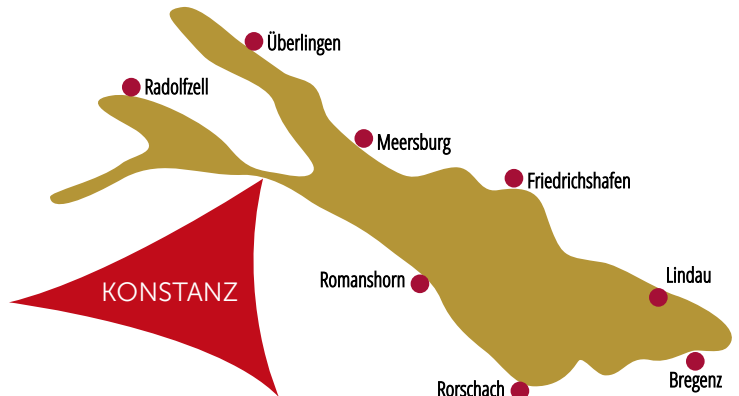 Überlingen
Radolfzell
Meersburg
Friedrichshafen
Lindau
Romanshorn
KONSTANZ
Bregenz
Rorschach